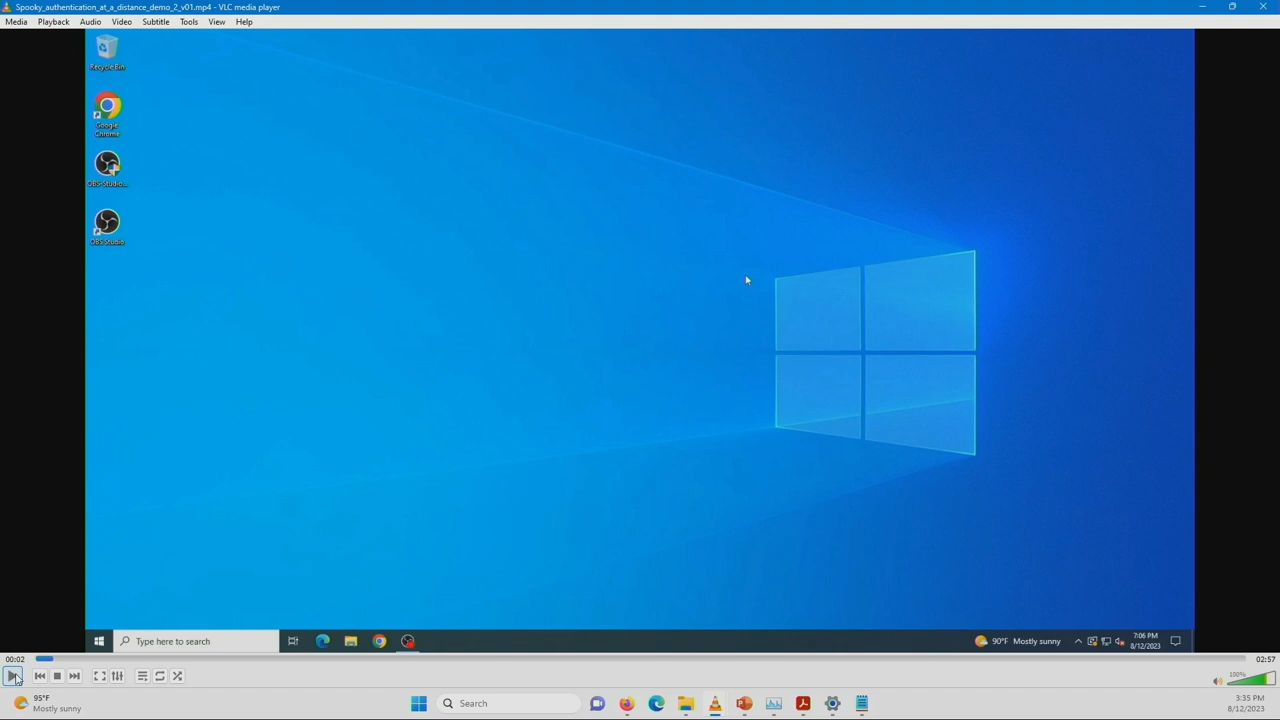 Spooky_authentication_at_a_distance_demo_2_v01.mp4 - VLC media player
Media Playback Audio Video Subtitle Tools View Help
Recycle Bin
Google
Chrome
OBS-Studio...
OBS Studio
Type here to search
90°F Mostly sunny
7:06 PM
8/12/2023
00:02
02:57
100%
95°F
Mostly sunny
Search
3:35 PM
8/12/2023